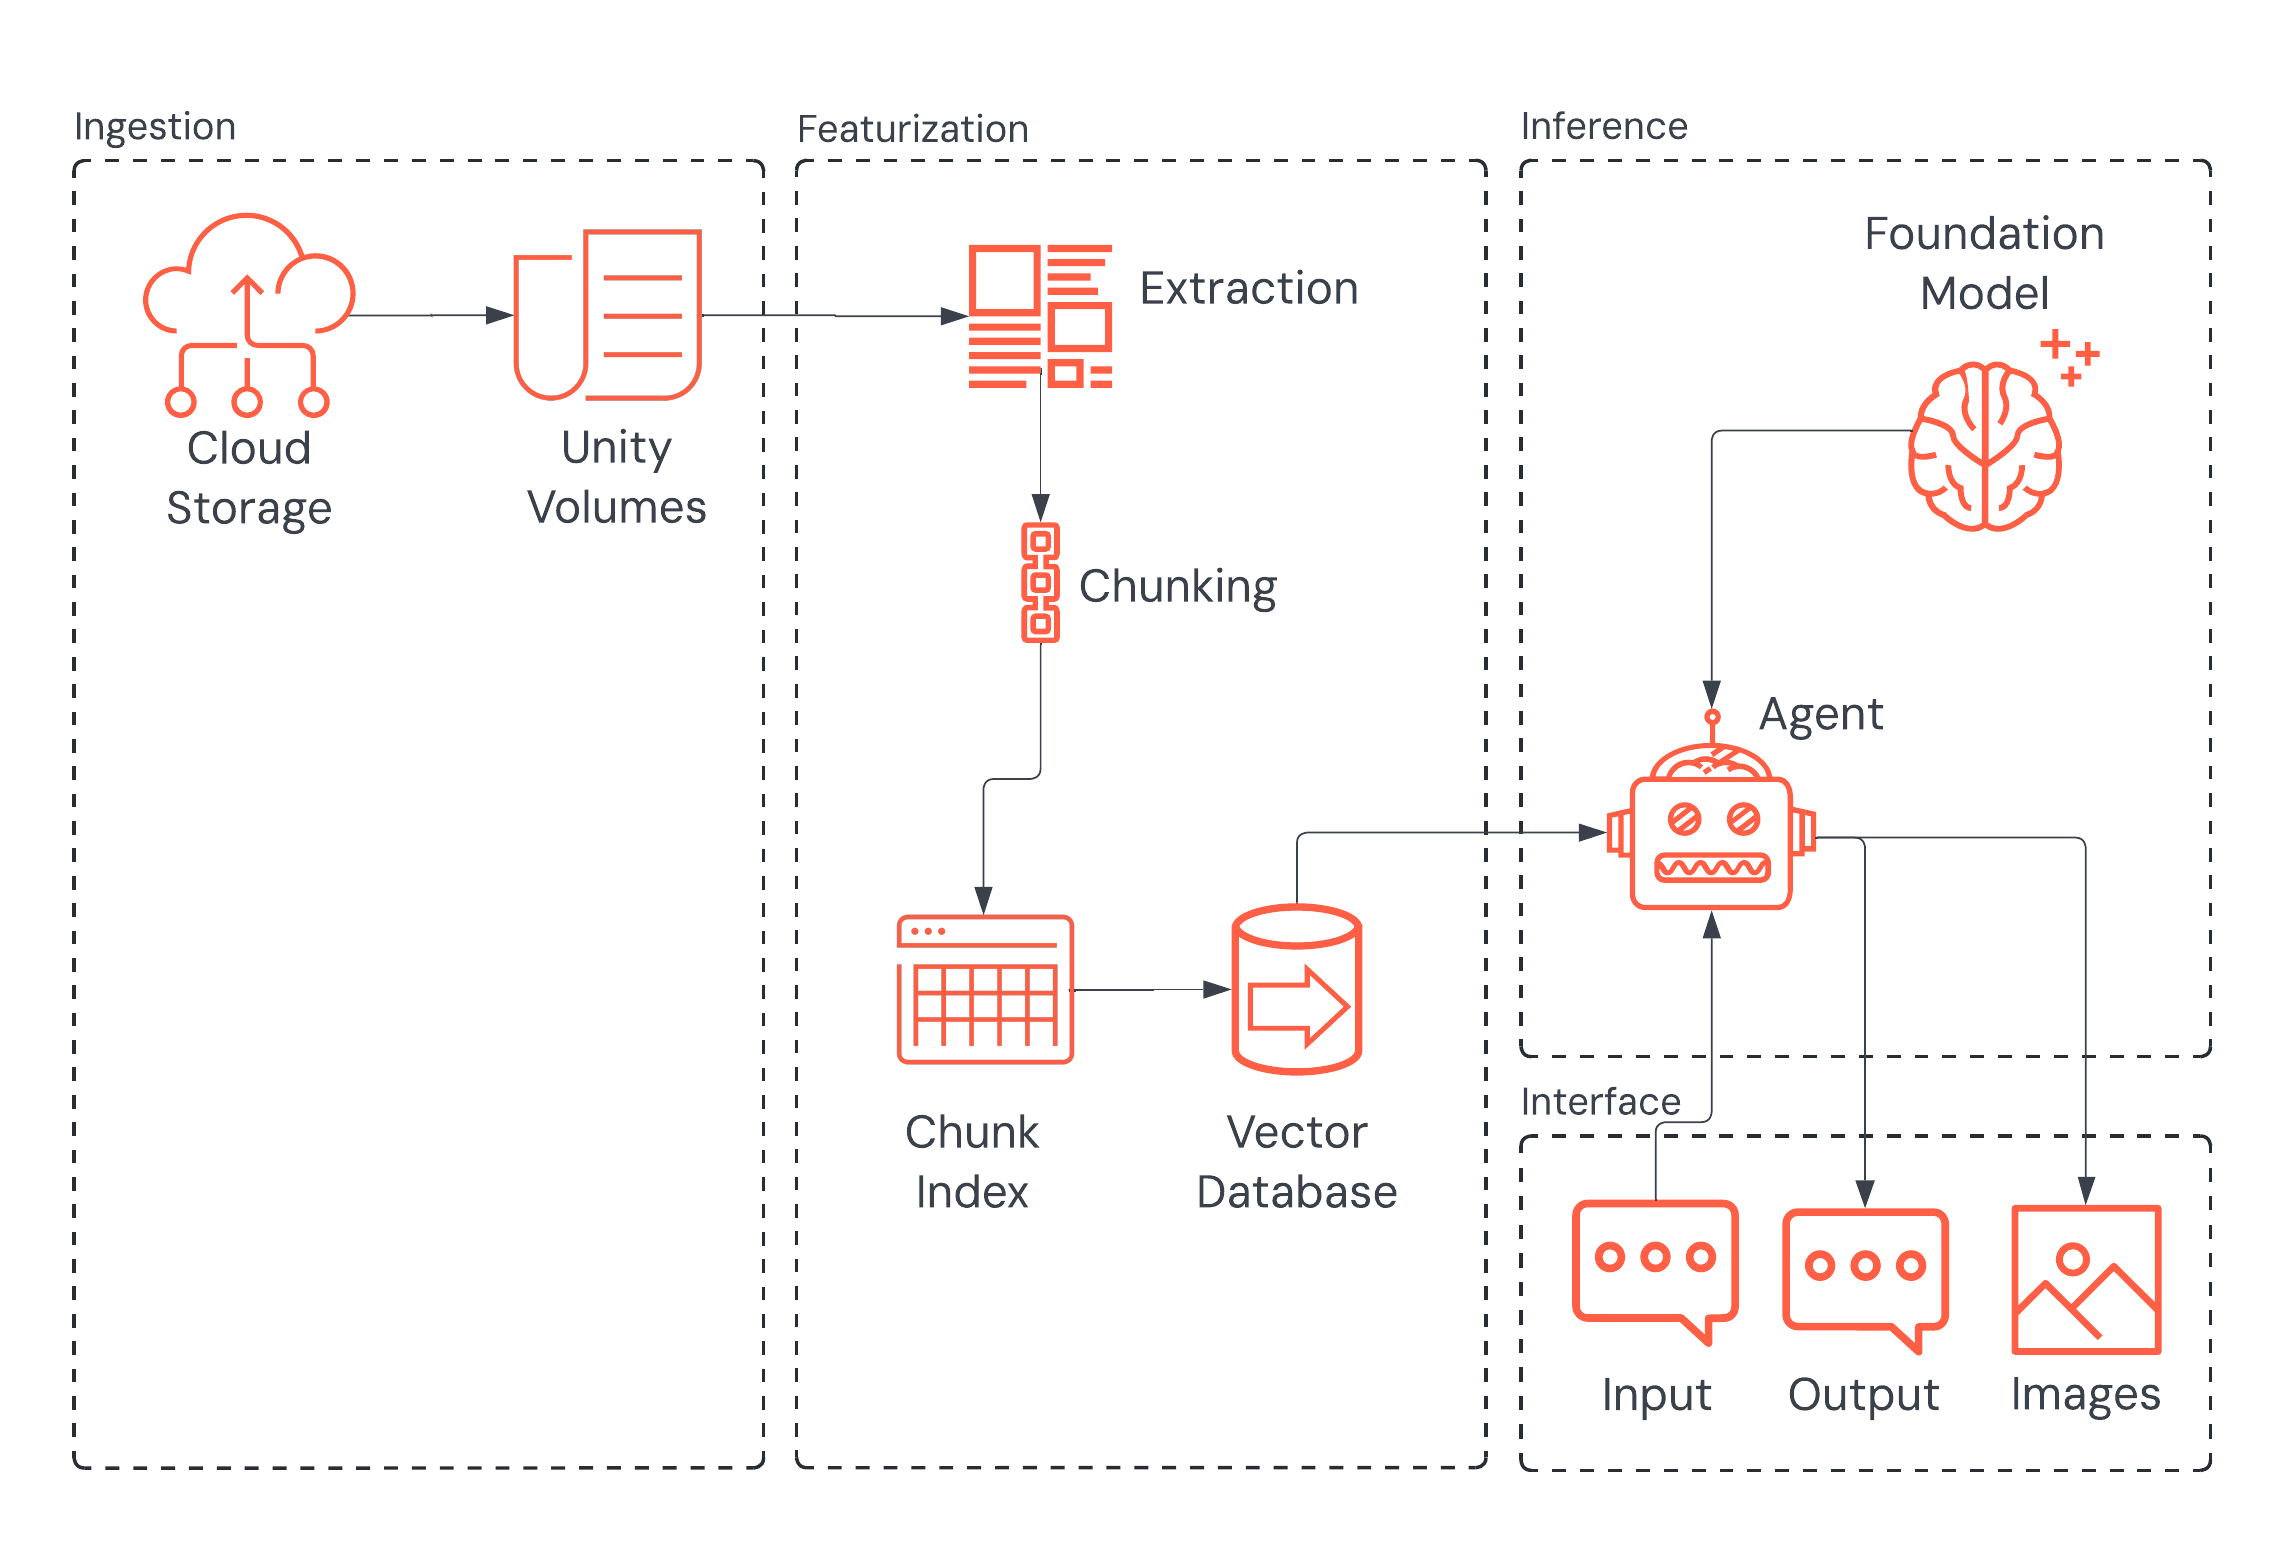 Ingestion
Cloud
Storage
Unity
Volumes
Featurization
Extraction
Chunking
Chunk
Index
Vector
Database
Inference
Foundation
Model
Agent
Interface
Input
Output
Images